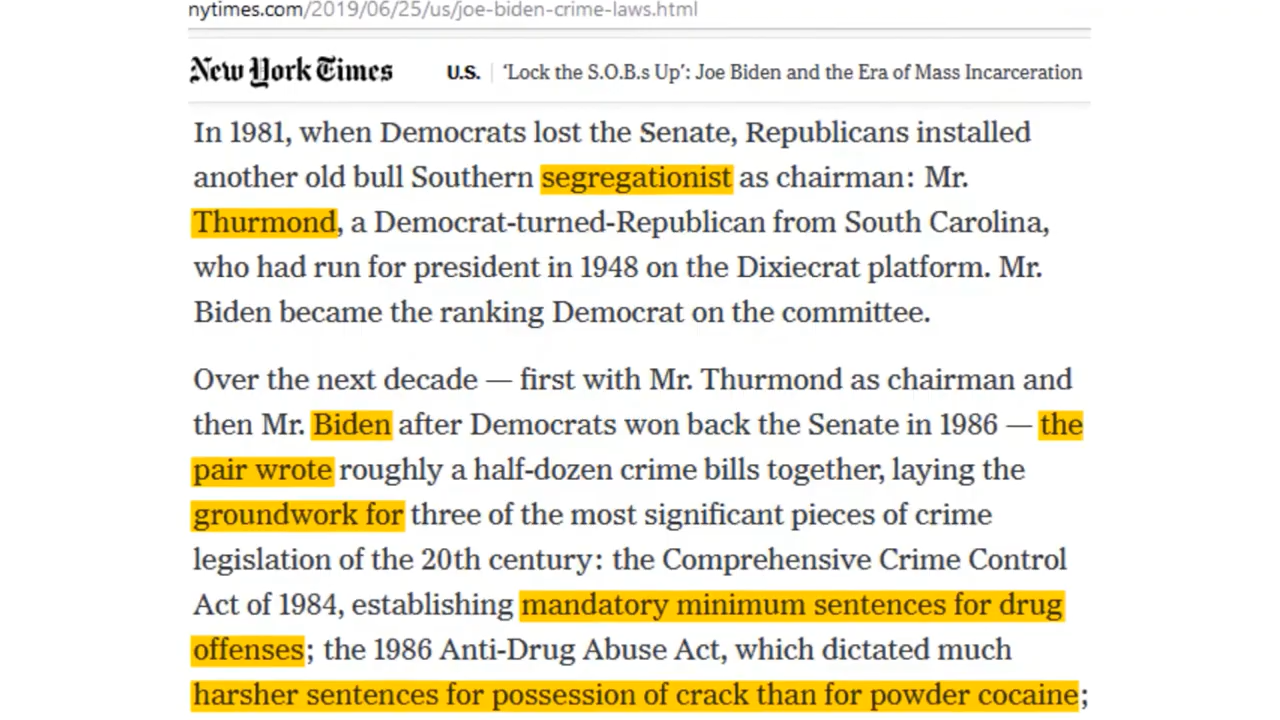 nytimes.com/2019/06/25/us/joe-biden-crime-laws.html
New York Times U.S. | ‘Lock the S.O.B.s Up’: Joe Biden and the Era of Mass Incarceration
In 1981, when Democrats lost the Senate, Republicans installed
another old bull Southern segregationist as chairman: Mr.
Thurmond, a Democrat-turned-Republican from South Carolina,
who had run for president in 1948 on the Dixiecrat platform. Mr.
Biden became the ranking Democrat on the committee.
Over the next decade — first with Mr. Thurmond as chairman and
then Mr. Biden after Democrats won back the Senate in 1986 — the
pair wrote roughly a half-dozen crime bills together, laying the
groundwork for three of the most significant pieces of crime
legislation of the 20th century: the Comprehensive Crime Control
Act of 1984, establishing mandatory minimum sentences for drug
offenses; the 1986 Anti-Drug Abuse Act, which dictated much
harsher sentences for possession of crack than for powder cocaine;